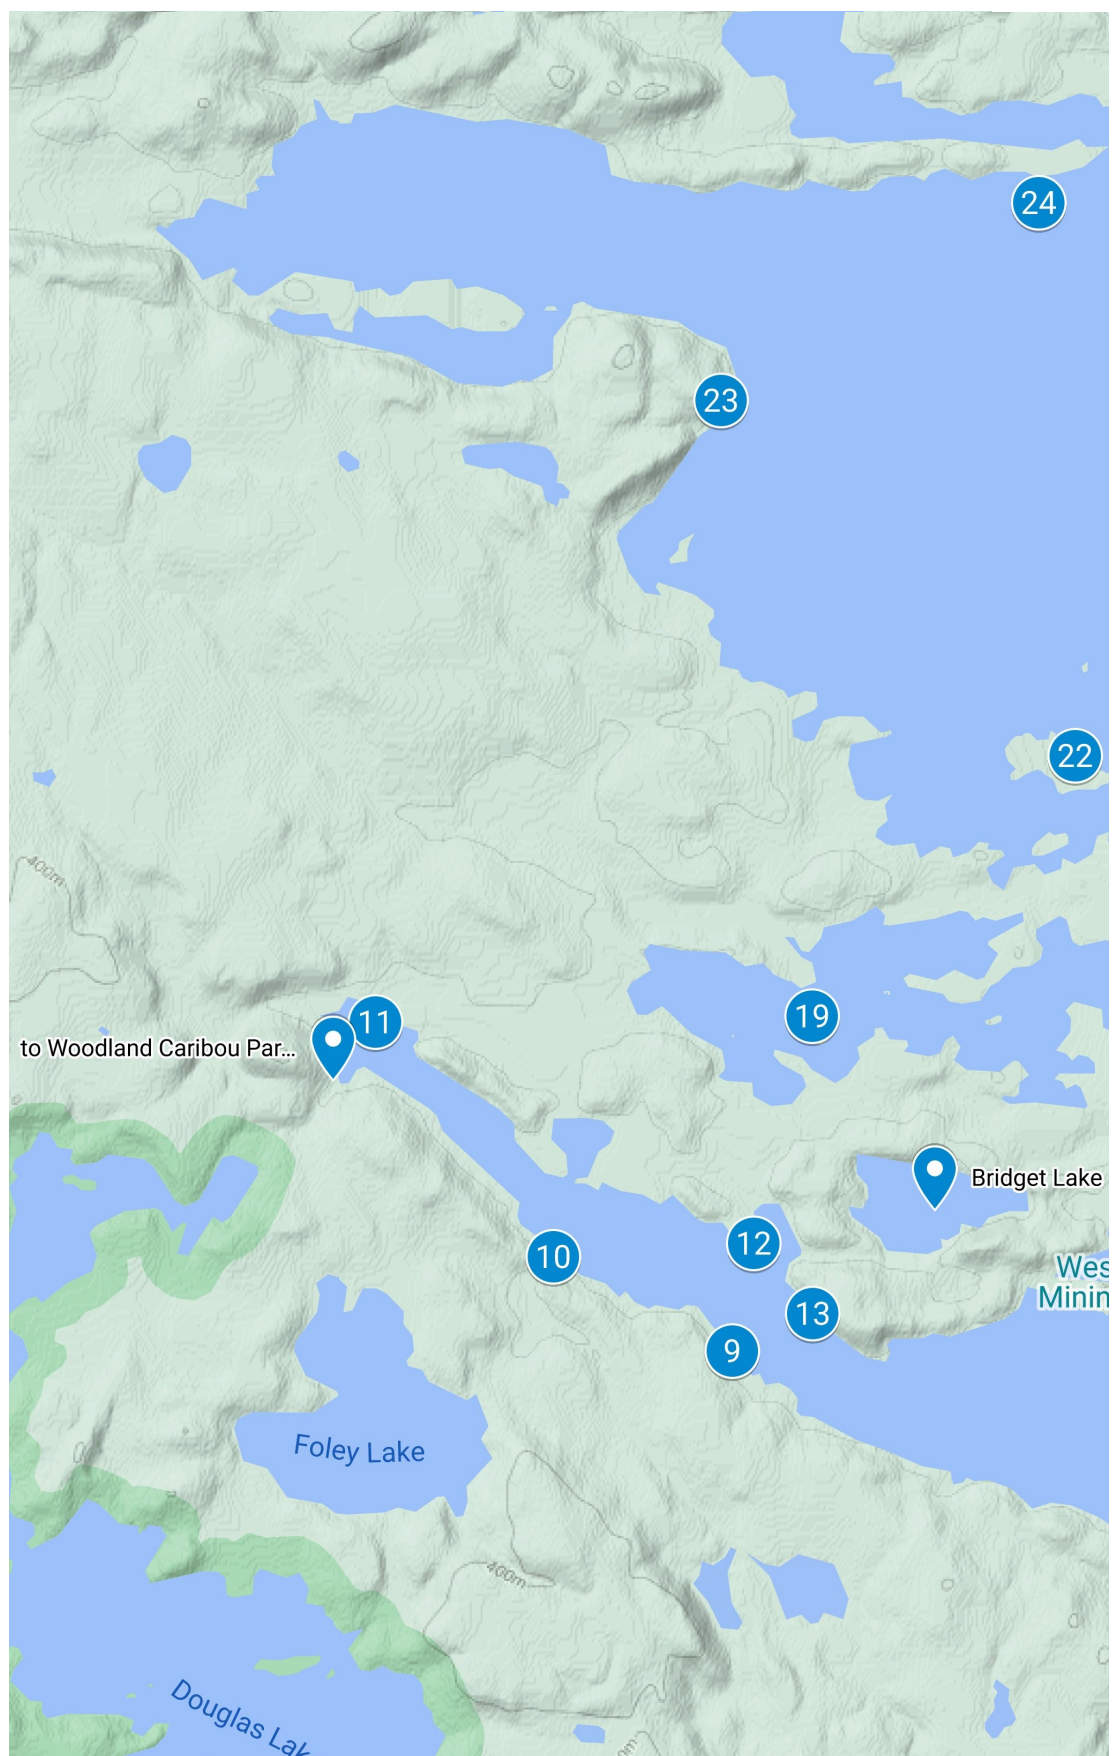 24
23
22
400m
19
11
to Woodland Caribou Par...
Bridget Lake
12
10
Wes
Minin
13
9
Foley Lake
400m
Douglas Lak